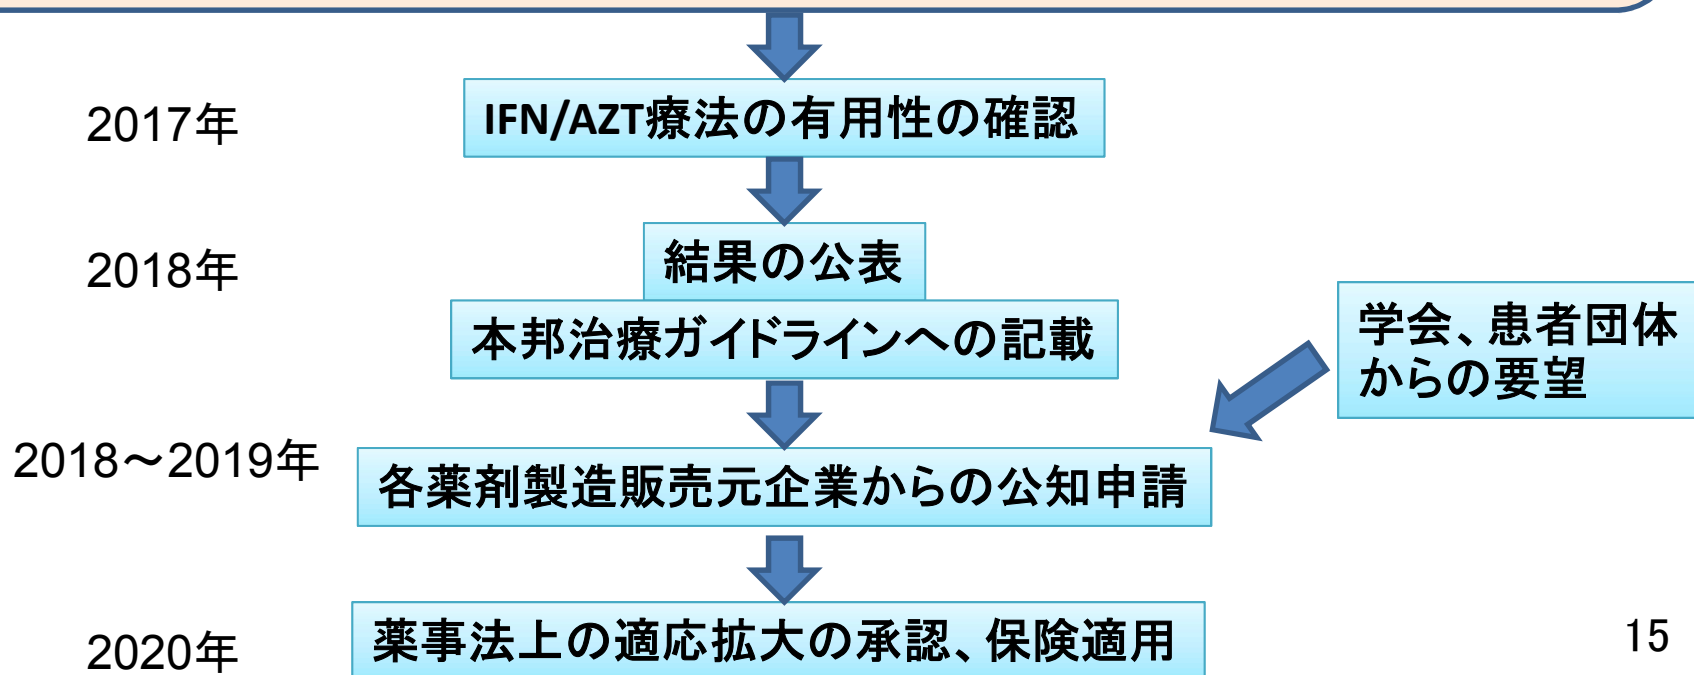 2017年
IFN/AZT療法の有用性の確認
2018年
結果の公表
本邦治療ガイドラインへの記載
学会、患者団体
からの要望
2018～2019年
各薬剤製造販売元企業からの公知申請
2020年
薬事法上の適応拡大の承認、保険適用
15